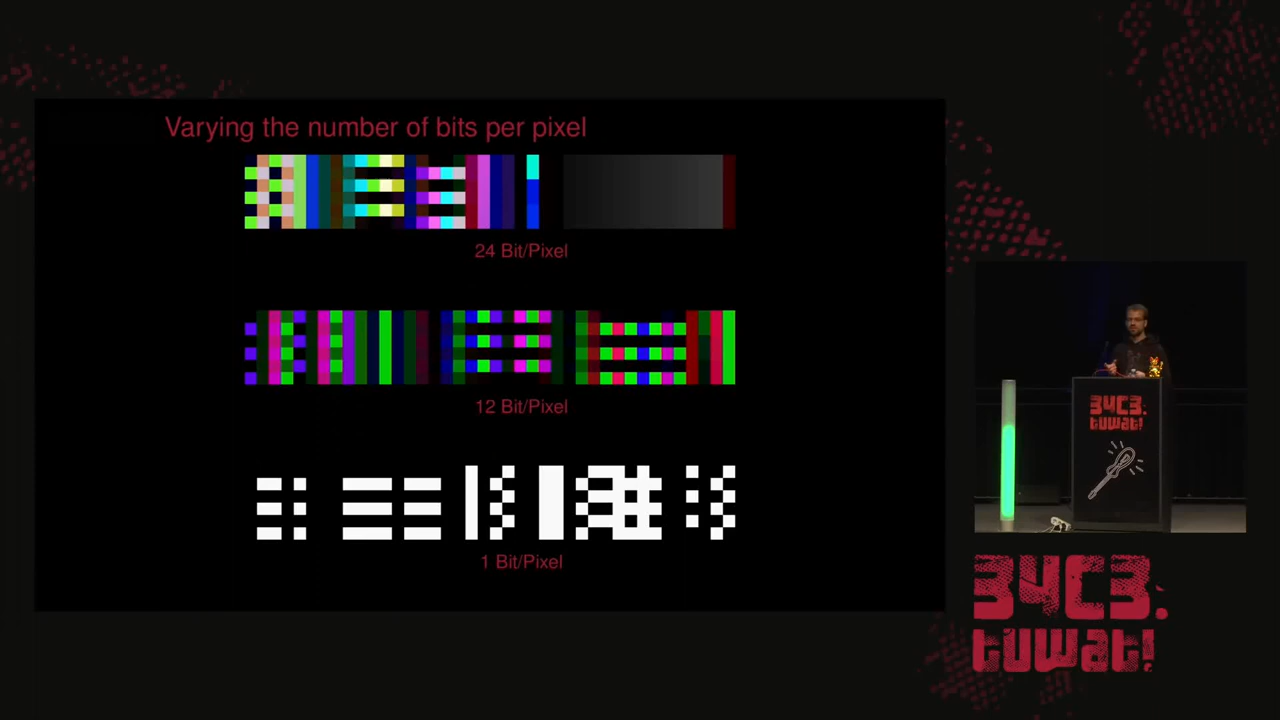 Varying the number of bits per pixel
24 Bit/Pixel
12 Bit/Pixel
1 Bit/Pixel
34C3.
tuwat!
34C3.
tuwat!